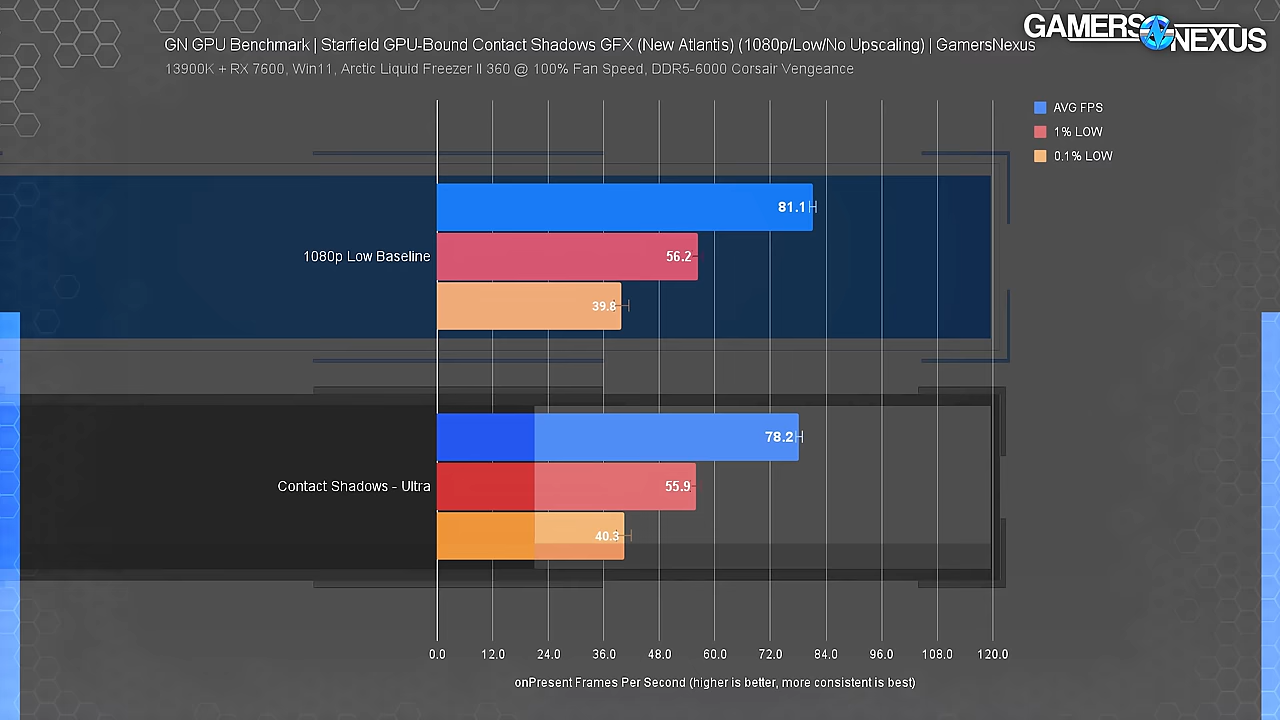 GAMERS NEXUS
GN GPU Benchmark | Starfield GPU-Bound Contact Shadows GFX (New Atlantis) (1080p/Low/No Upscaling) | GamersNexus
13900K + RX 7600, Win11, Arctic Liquid Freezer II 360 @ 100% Fan Speed, DDR5-6000 Corsair Vengeance
AVG FPS
1% LOW
0.1% LOW
81.1
1080p Low Baseline
56.2
39.8
78.2
Contact Shadows - Ultra
55.9
40.3
0.0 12.0 24.0 36.0 48.0 60.0 72.0 84.0 96.0 108.0 120.0
onPresent Frames Per Second (higher is better, more consistent is best)